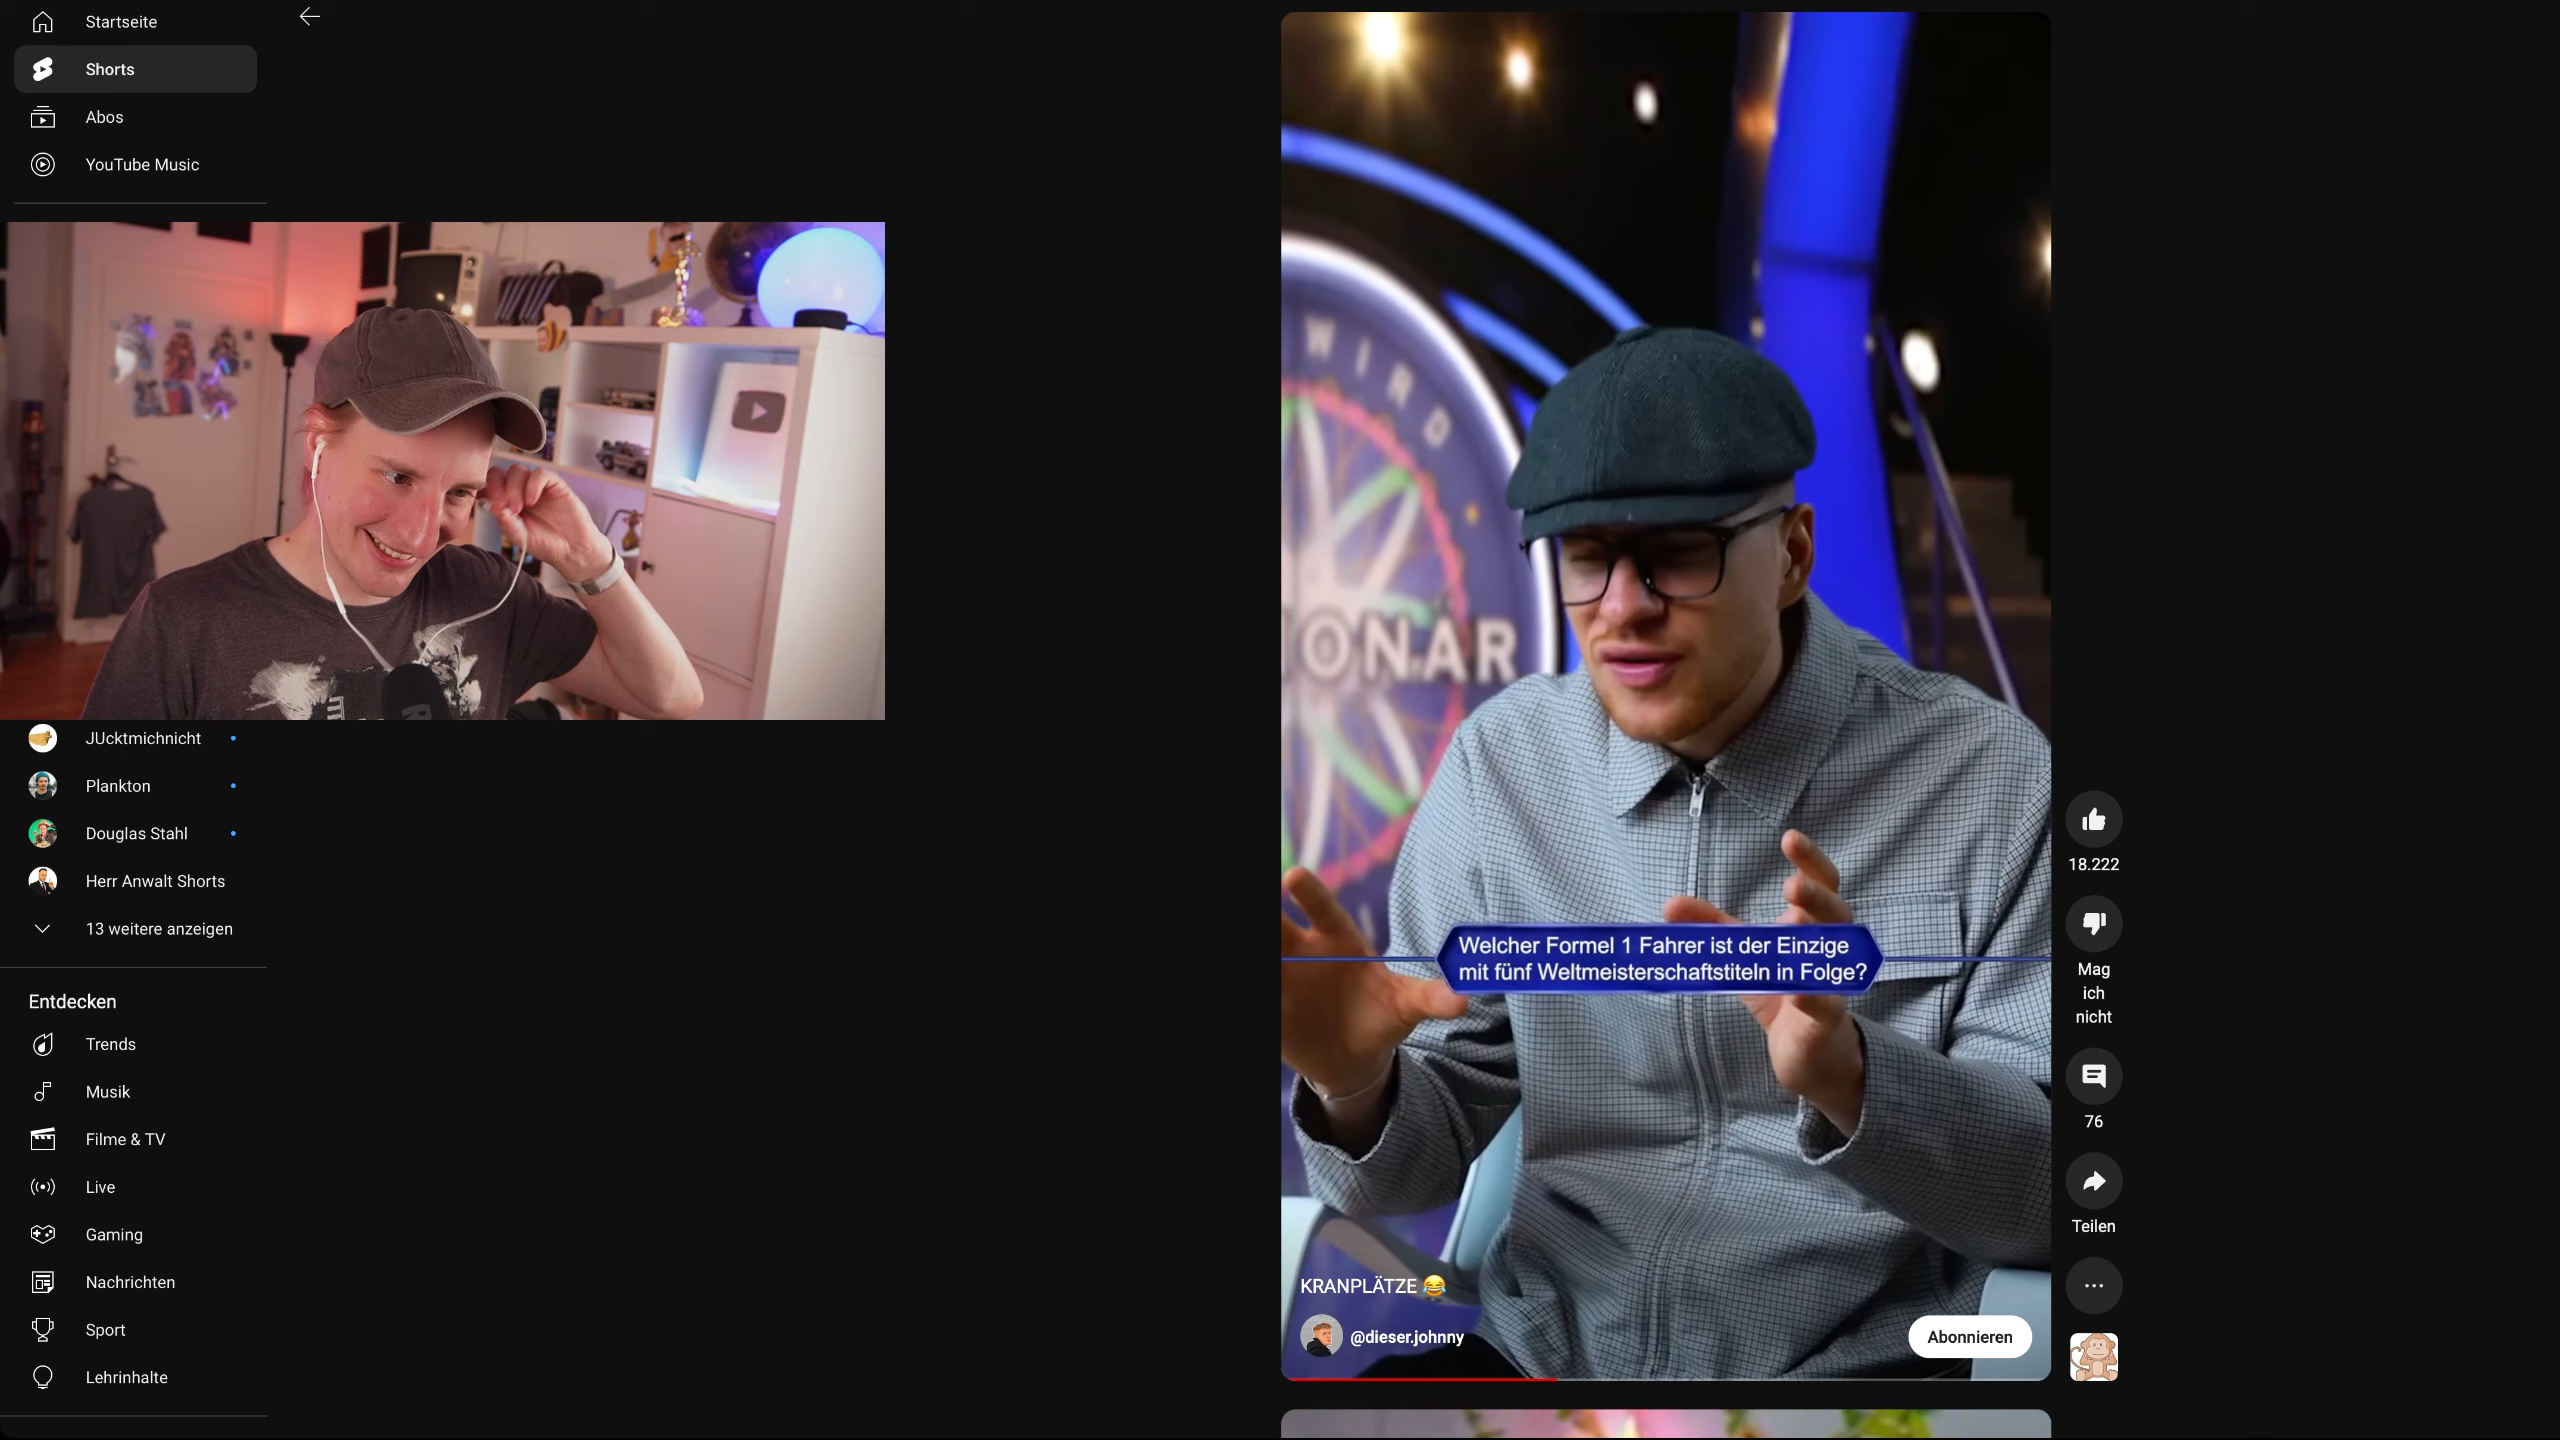 Startseite
Shorts
Abos
YouTube Music
JUcktmichnicht
Plankton
Douglas Stahl
Herr Anwalt Shorts
13 weitere anzeigen
Entdecken
Trends
Musik
Filme & TV
Live
Gaming
Nachrichten
Sport
Lehrinhalte
WIRD
IONÄR
Welcher Formel 1 Fahrer ist der Einzige
mit fünf Weltmeisterschaftstiteln in Folge?
KRANPLÄTZE 😂
@dieser.johnny
Abonnieren
18.222
Mag
ich
nicht
76
Teilen